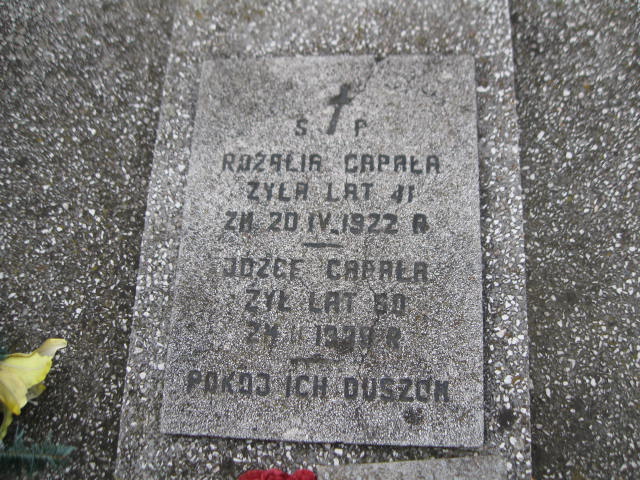 Ś P
ROZALIA CAPAŁA
ŻYŁA LAT 41
ZM 20 IV. 1922 R
JÓZEF CAPAŁA
ŻYŁ LAT 60
ZM R
POKÓJ ICH DUSZOM